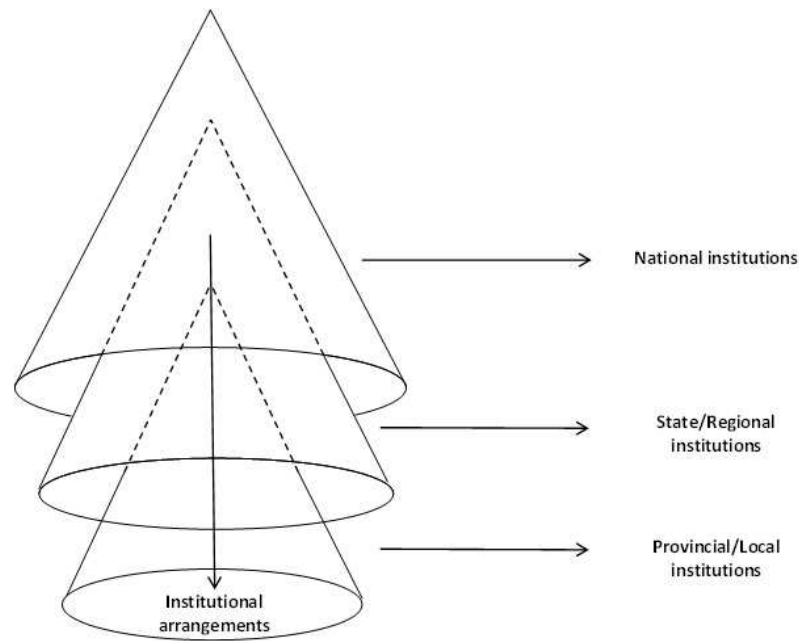 National institutions
State/Regional
institutions
Provincial/Local
institutions
Institutional
arrangements